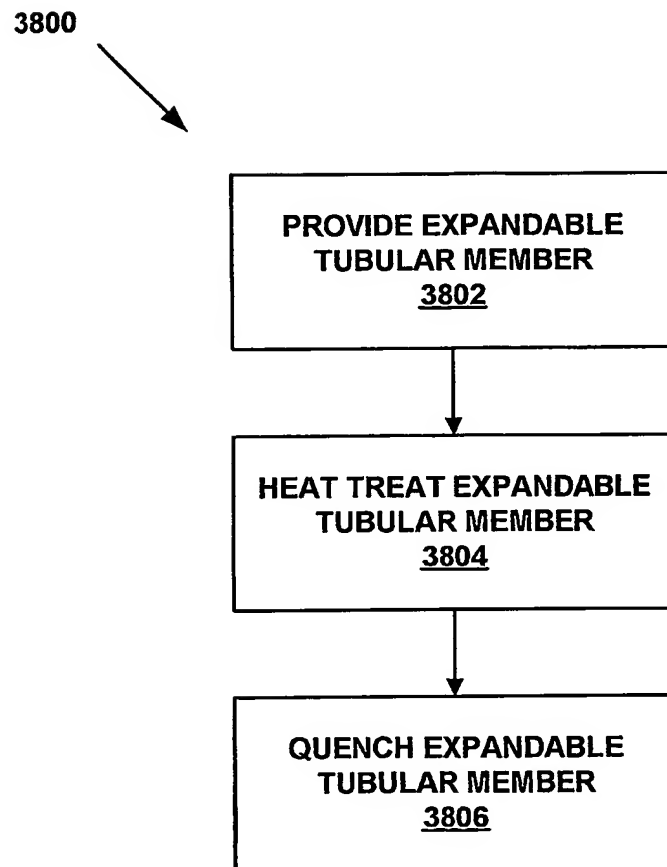 3800
PROVIDE EXPANDABLE
TUBULAR MEMBER
3802
HEAT TREAT EXPANDABLE
TUBULAR MEMBER
3804
QUENCH EXPANDABLE
TUBULAR MEMBER
3806